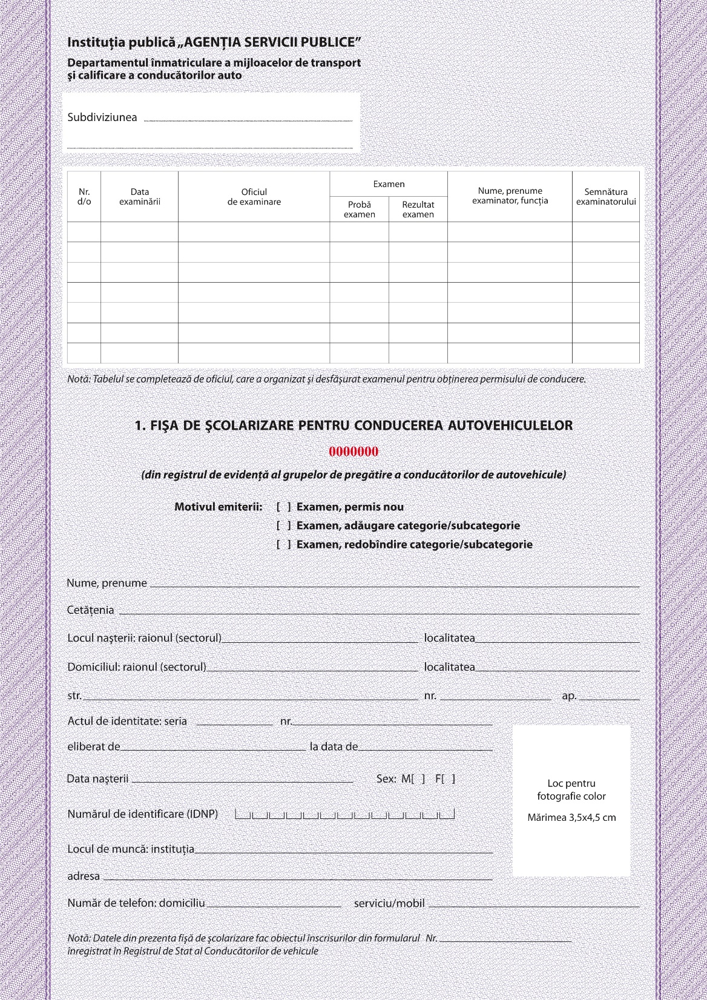 Instituţia publică „AGENŢIA SERVICII PUBLICE”
Departamentul înmatriculare a mijloacelor de transport
şi calificare a conducătorilor auto
Subdiviziunea
Nr. d/o
Data examinării
Oficiul de examinare
Examen
Probă examen
Rezultat examen
Nume, prenume examinator, funcţia
Semnătura examinatorului
Notă: Tabelul se completează de oficiul, care a organizat şi desfăşurat examenul pentru obţinerea permisului de conducere.
1. FIŞA DE ŞCOLARIZARE PENTRU CONDUCEREA AUTOVEHICULELOR
0000000
(din registrul de evidenţă al grupelor de pregătire a conducătorilor de autovehicule)
Motivul emiterii: [ ] Examen, permis nou
[ ] Examen, adăugare categorie/subcategorie
[ ] Examen, redobîndire categorie/subcategorie
Nume, prenume
Cetăţenia
Locul naşterii: raionul (sectorul) localitatea
Domiciliul: raionul (sectorul) localitatea
str. nr. ap.
Actul de identitate: seria nr.
eliberat de la data de
Data naşterii Sex: M[ ] F[ ]
Numărul de identificare (IDNP)
Loc pentru
fotografie color
Mărimea 3,5x4,5 cm
Locul de muncă: instituţia
adresa
Număr de telefon: domiciliu serviciu/mobil
Notă: Datele din prezenta fişă de şcolarizare fac obiectul înscrisurilor din formularul Nr.
înregistrat în Registrul de Stat al Conducătorilor de vehicule